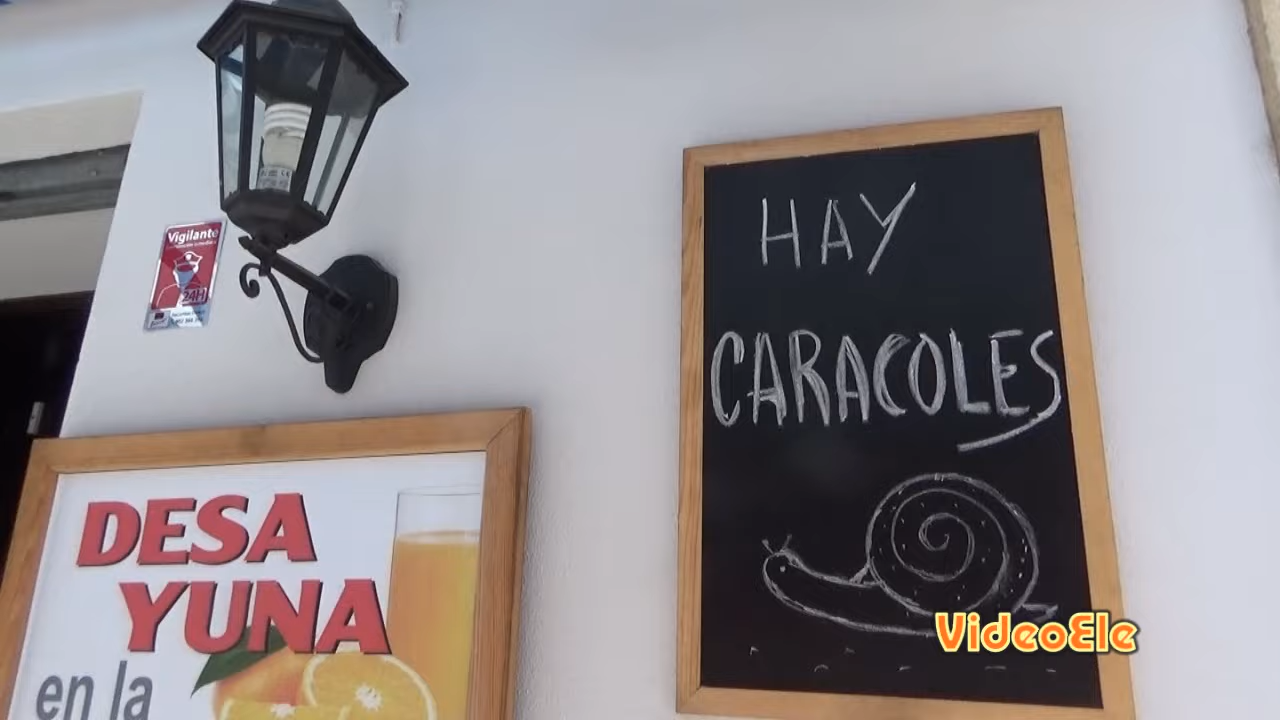 Vigilante
24H
HAY
CARACOLES
DESA
YUNA
en la
VideoEle